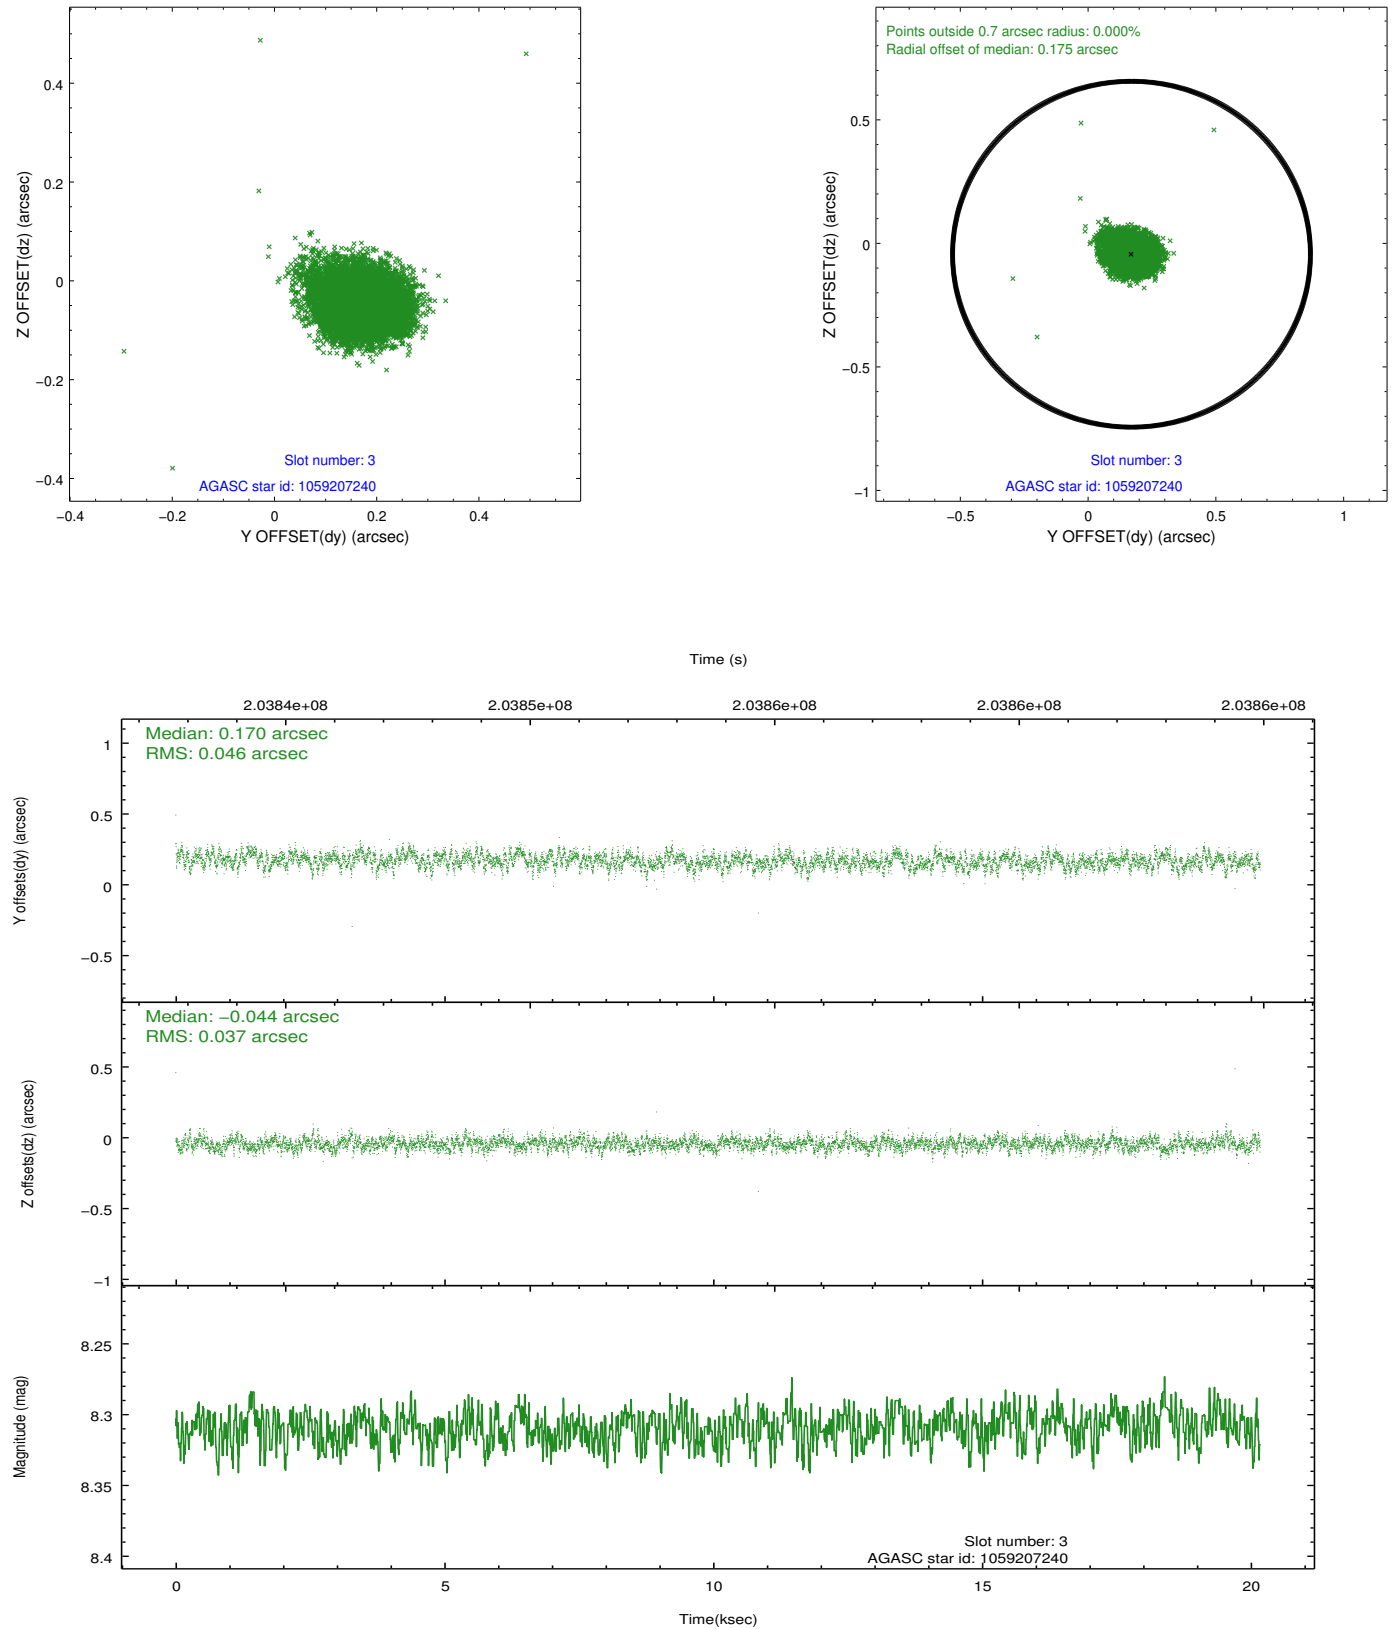 0.4
0.2
0
−0.2
−0.4
Z OFFSET(dz) (arcsec)
Slot number: 3
AGASC star id: 1059207240
−0.4
−0.2
0
0.2
0.4
Y OFFSET(dy) (arcsec)
Points outside 0.7 arcsec radius: 0.000%
Radial offset of median: 0.175 arcsec
0.5
0
−0.5
−1
Z OFFSET(dz) (arcsec)
Slot number: 3
AGASC star id: 1059207240
−0.5
0
0.5
1
Y OFFSET(dy) (arcsec)
Time (s)
2.0384e+08
2.0385e+08
2.0386e+08
2.0386e+08
2.0386e+08
Median: 0.170 arcsec
RMS: 0.046 arcsec
1
0.5
0
−0.5
Y offsets(dy) (arcsec)
Median: −0.044 arcsec
RMS: 0.037 arcsec
0.5
0
−0.5
−1
Z offsets(dz) (arcsec)
8.25
8.3
8.35
8.4
Magnitude (mag)
Slot number: 3
AGASC star id: 1059207240
0
5
10
15
20
Time(ksec)